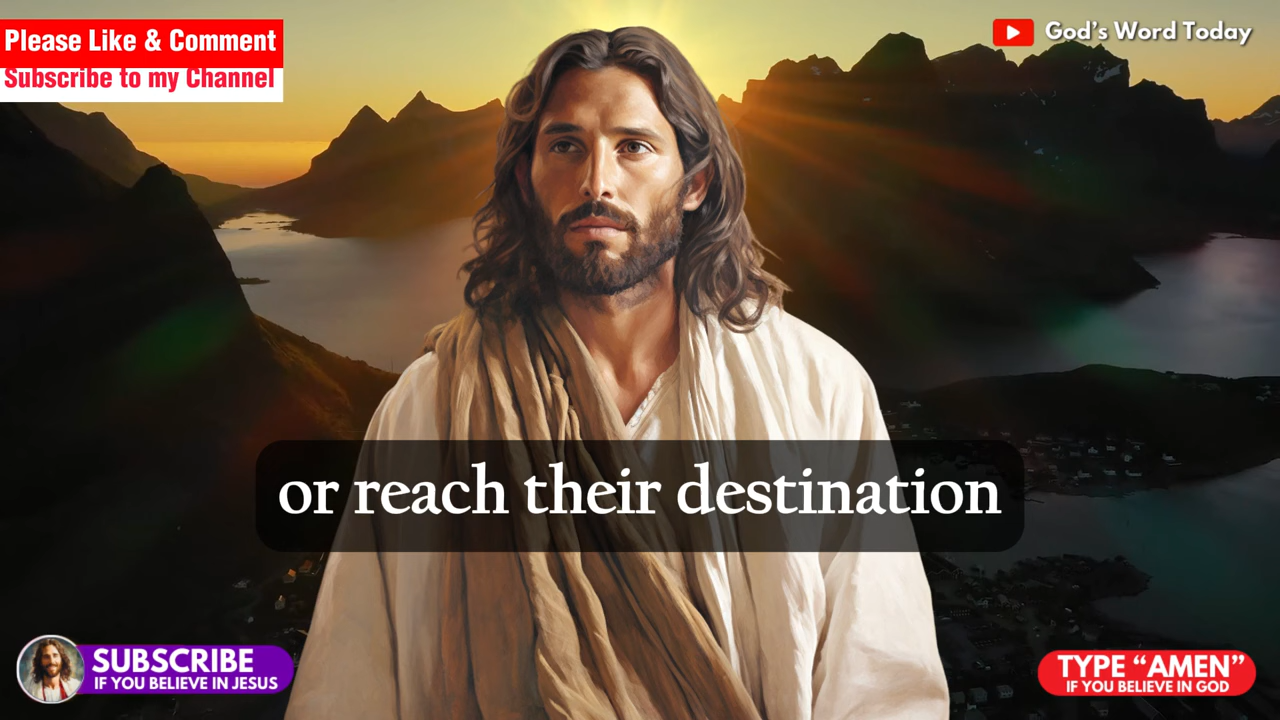 Please Like & Comment
Subscribe to my Channel
God's Word Today
or reach their destination
SUBSCRIBE
IF YOU BELIEVE IN JESUS
TYPE “AMEN”
IF YOU BELIEVE IN GOD